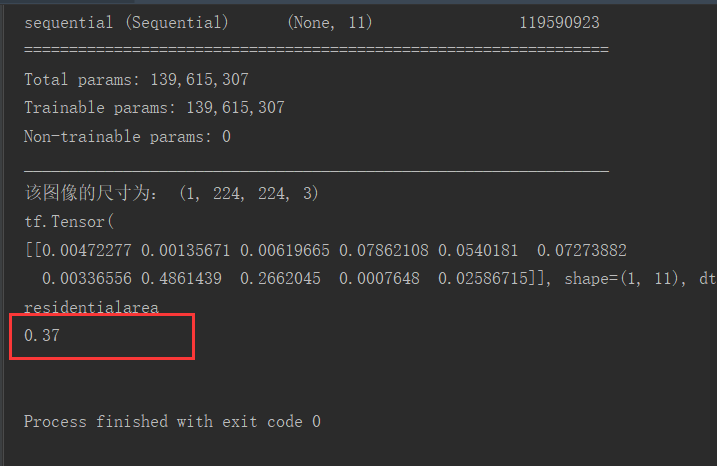 sequential (Sequential) (None, 11) 119590923
=================================================================
Total params: 139,615,307
Trainable params: 139,615,307
Non-trainable params: 0
_________________________________________________________________
该图像的尺寸为: (1, 224, 224, 3)
tf.Tensor(
[[0.00472277 0.00135671 0.00619665 0.07862108 0.0540181 0.07273882
0.00336556 0.4861439 0.2662045 0.0007648 0.02586715]], shape=(1, 11), dt
residentialarea
0.37
Process finished with exit code 0